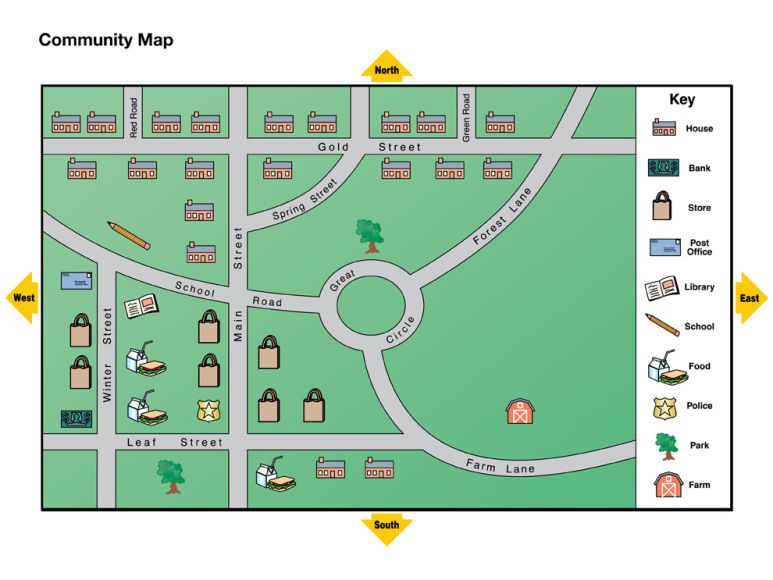 Community Map
North
Key
Red Road
Green Road
House
Gold Street
Bank
Spring Street
Forest Lane
Store
Main Street
Post
Office
West
School Road
Great Circle
Library
East
Winter Street
School
Food
Police
Leaf Street
Park
Farm Lane
Farm
South